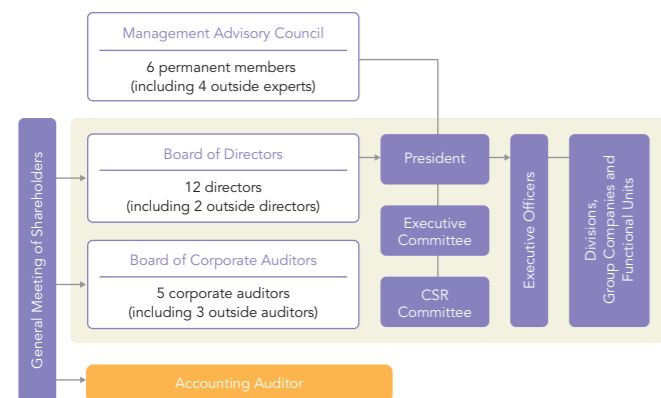 Management Advisory Council
6 permanent members
(including 4 outside experts)
General Meeting of Shareholders
Board of Directors
12 directors
(including 2 outside directors)
President
Executive Officers
Divisions,
Group Companies and
Functional Units
Executive
Committee
Board of Corporate Auditors
5 corporate auditors
(including 3 outside auditors)
CSR
Committee
Accounting Auditor